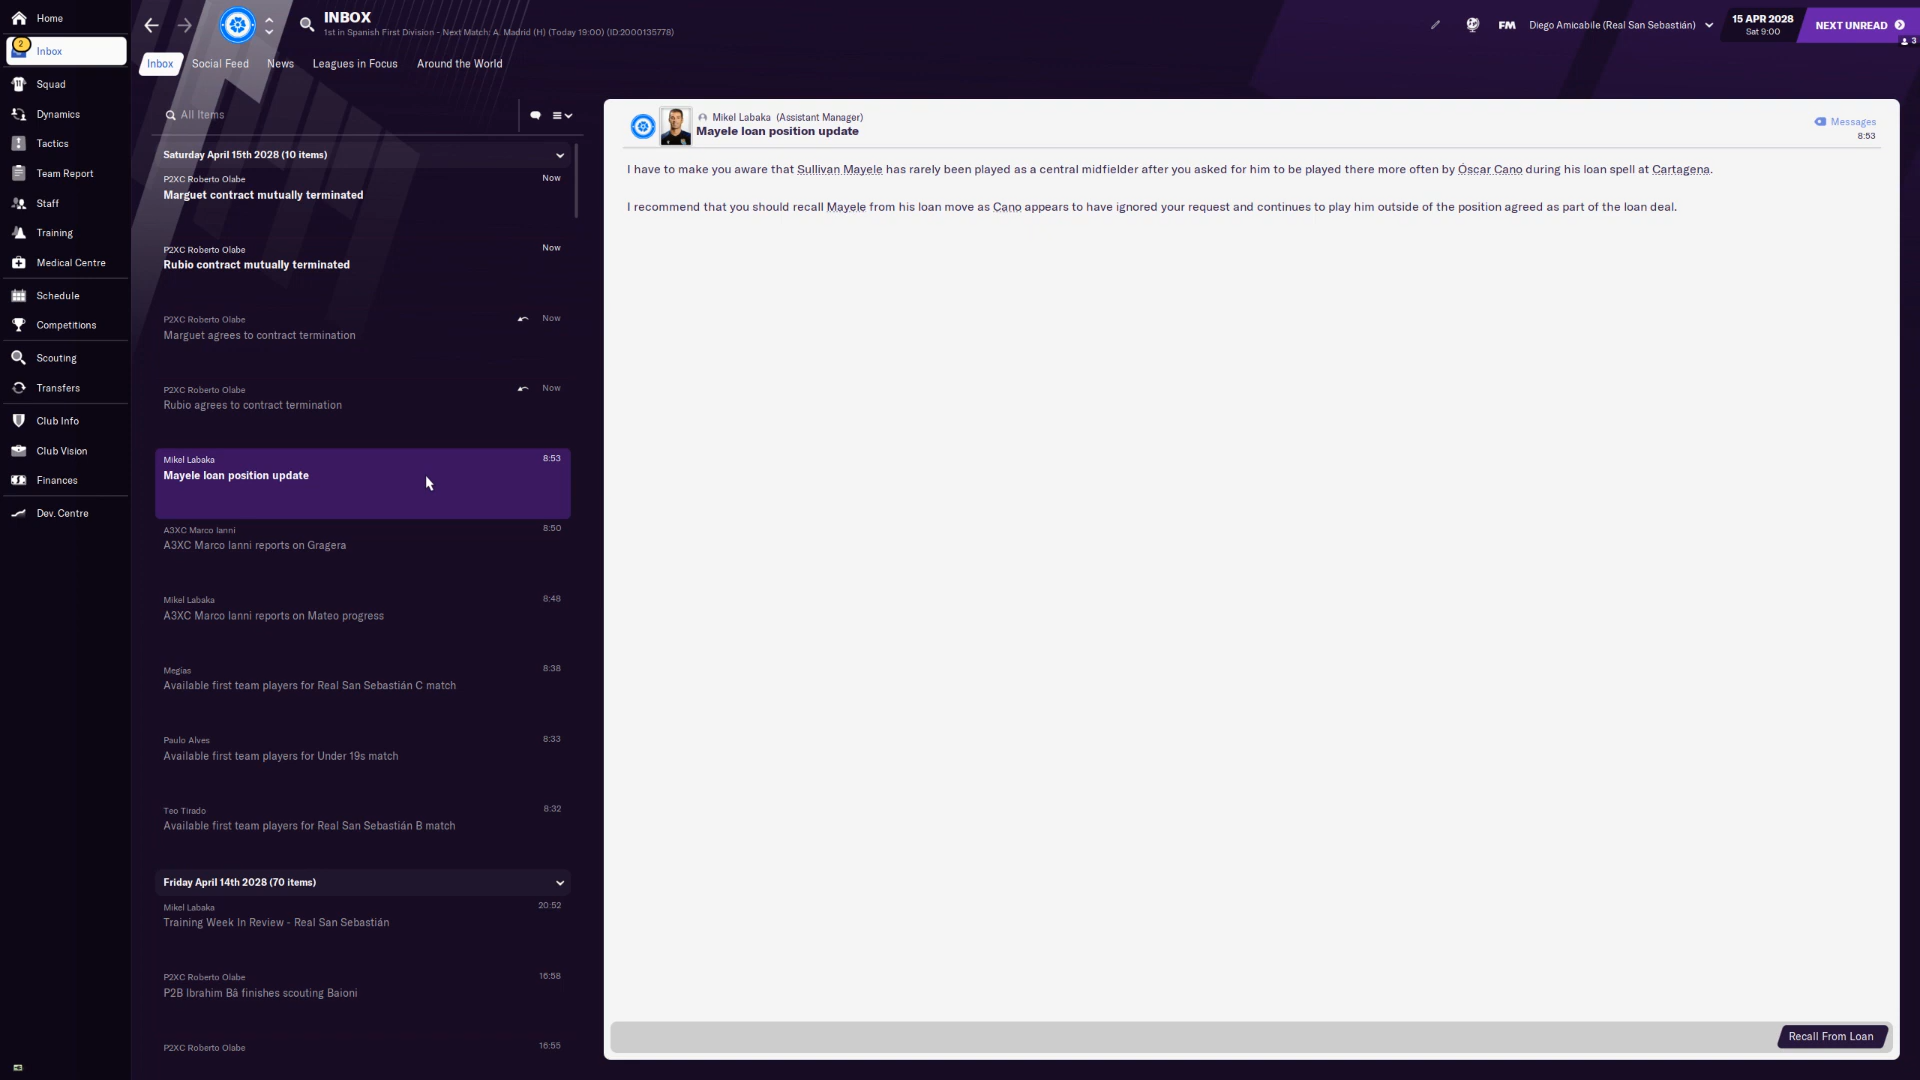 Home
2
Inbox
Squad
Dynamics
Tactics
Team Report
Staff
Training
Medical Centre
Schedule
Competitions
Scouting
Transfers
Club Info
Club Vision
Finances
Dev. Centre
INBOX
1st in Spanish First Division - Next Match: A. Madrid (H) (Today 19:00) (ID:2000135778)
FM
Diego Amicabile (Real San Sebastián)
15 APR 2028
Sat 9:00
NEXT UNREAD
3
Inbox
Social Feed
News
Leagues in Focus
Around the World
All Items
Saturday April 15th 2028 (10 items)
P2XC Roberto Olabe
Now
Marguet contract mutually terminated
P2XC Roberto Olabe
Now
Rubio contract mutually terminated
P2XC Roberto Olabe
Now
Marguet agrees to contract termination
P2XC Roberto Olabe
Now
Rubio agrees to contract termination
Mikel Labaka
8:53
Mayele loan position update
A3XC Marco Ianni
8:50
A3XC Marco Ianni reports on Gragera
Mikel Labaka
8:48
A3XC Marco Ianni reports on Mateo progress
Megías
8:38
Available first team players for Real San Sebastián C match
Paulo Alves
8:33
Available first team players for Under 19s match
Teo Tirado
8:32
Available first team players for Real San Sebastián B match
Friday April 14th 2028 (70 items)
Mikel Labaka
20:52
Training Week In Review - Real San Sebastián
P2XC Roberto Olabe
16:58
P2B Ibrahim Bâ finishes scouting Baioni
P2XC Roberto Olabe
16:55
Mikel Labaka (Assistant Manager)
Mayele loan position update
Messages
8:53
I have to make you aware that Sullivan Mayele has rarely been played as a central midfielder after you asked for him to be played there more often by Óscar Cano during his loan spell at Cartagena.
I recommend that you should recall Mayele from his loan move as Cano appears to have ignored your request and continues to play him outside of the position agreed as part of the loan deal.
Recall From Loan